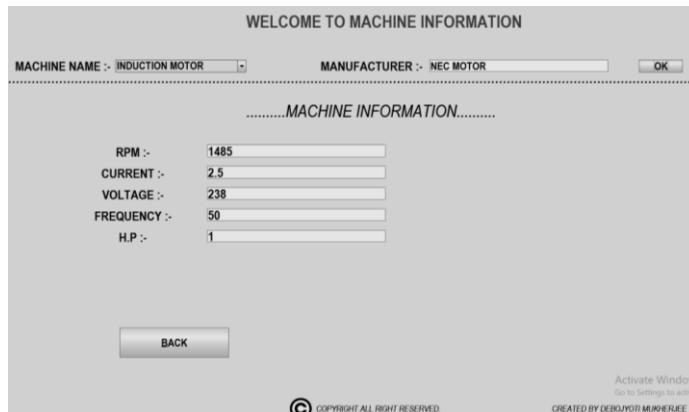 WELCOME TO MACHINE INFORMATION
MACHINE NAME :- INDUCTION MOTOR MANUFACTURER :- NEC MOTOR OK
..........MACHINE INFORMATION..........
RPM :- 1485
CURRENT :- 2.5
VOLTAGE :- 238
FREQUENCY :- 50
H.P :- 1
BACK
Activate Windo
Go to Settings to acti
© COPYRIGHT ALL RIGHT RESERVED. CREATED BY DEBOJYOTI MUKHERJEE